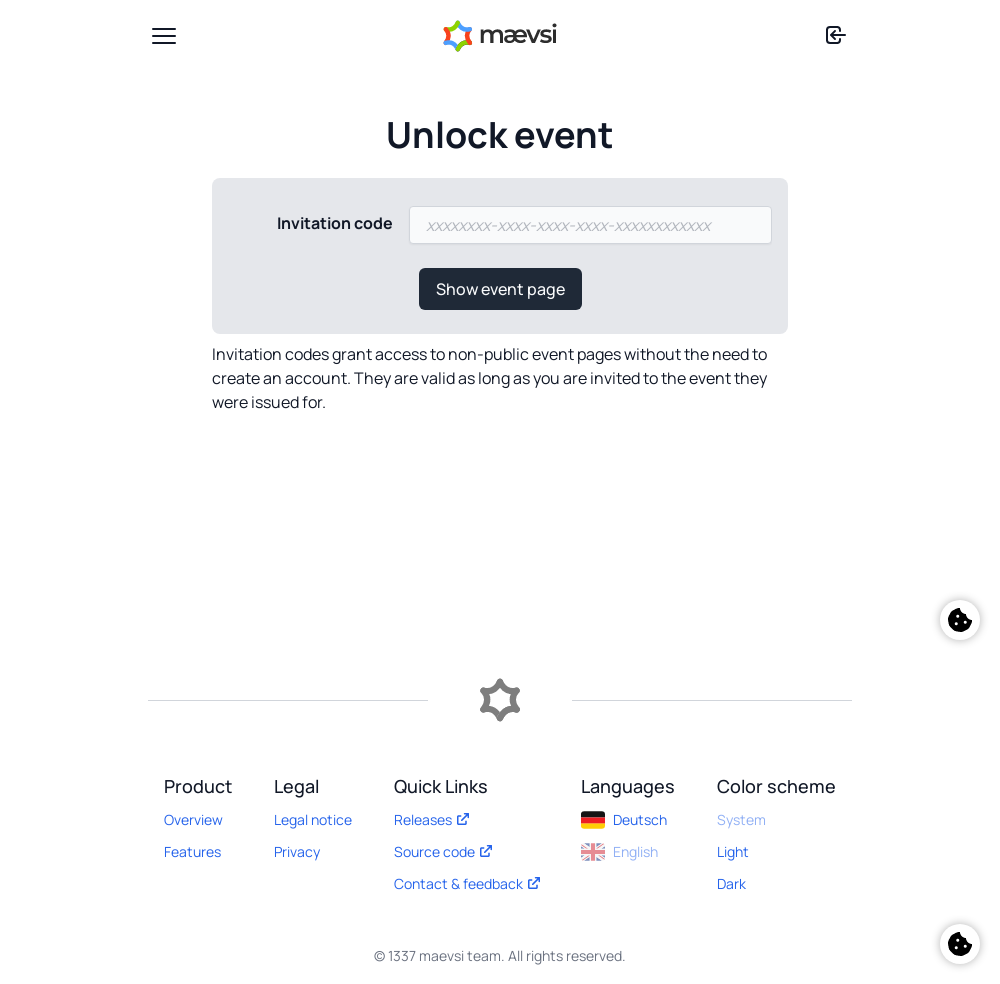 mævsi
Unlock event
Invitation code
xxxxxxxx-xxxx-xxxx-xxxx-xxxxxxxxxxxx
Show event page
Invitation codes grant access to non-public event pages without the need to
create an account. They are valid as long as you are invited to the event they
were issued for.
Product
Overview
Features
Legal
Legal notice
Privacy
Quick Links
Releases
Source code
Contact & feedback
Languages
Deutsch
English
Color scheme
System
Light
Dark
© 1337 maevsi team. All rights reserved.